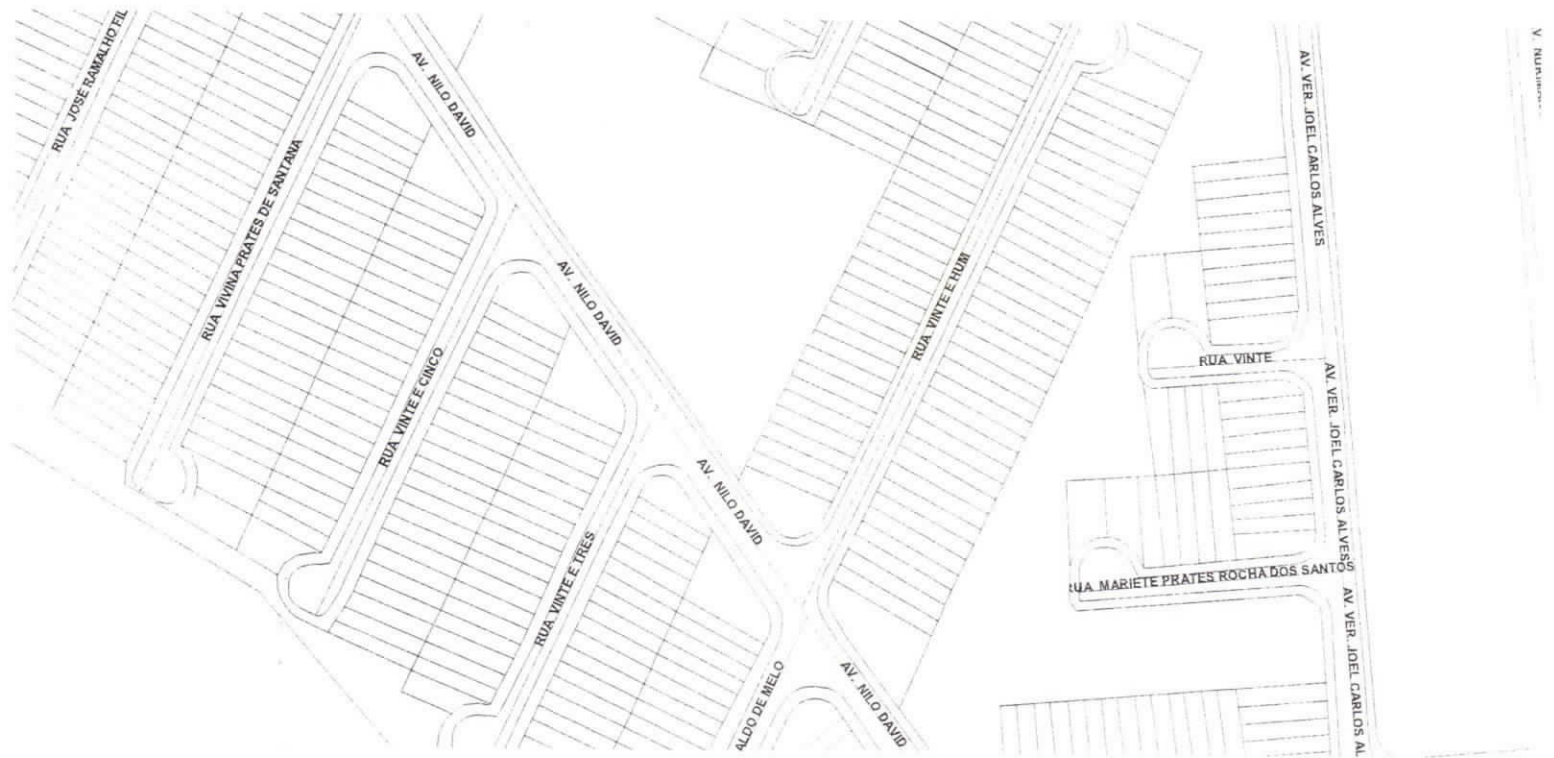 RUA JOSÉ RAMALHO FIL
AV. NILO DAVID
RUA VIVINA PRATES DE SANTANA
AV. NILO DAVID
RUA VINTE E CINCO
AV. NILO DAVID
RUA VINTE E TRES
ALDO DE MELO
AV. NILO DAVID
RUA VINTE E HUM
AV. VER. JOEL CARLOS ALVES
RUA VINTE
AV. VER. JOEL CARLOS ALVES
RUA MARIETE PRATES ROCHA DOS SANTOS
AV. VER. JOEL CARLOS AL